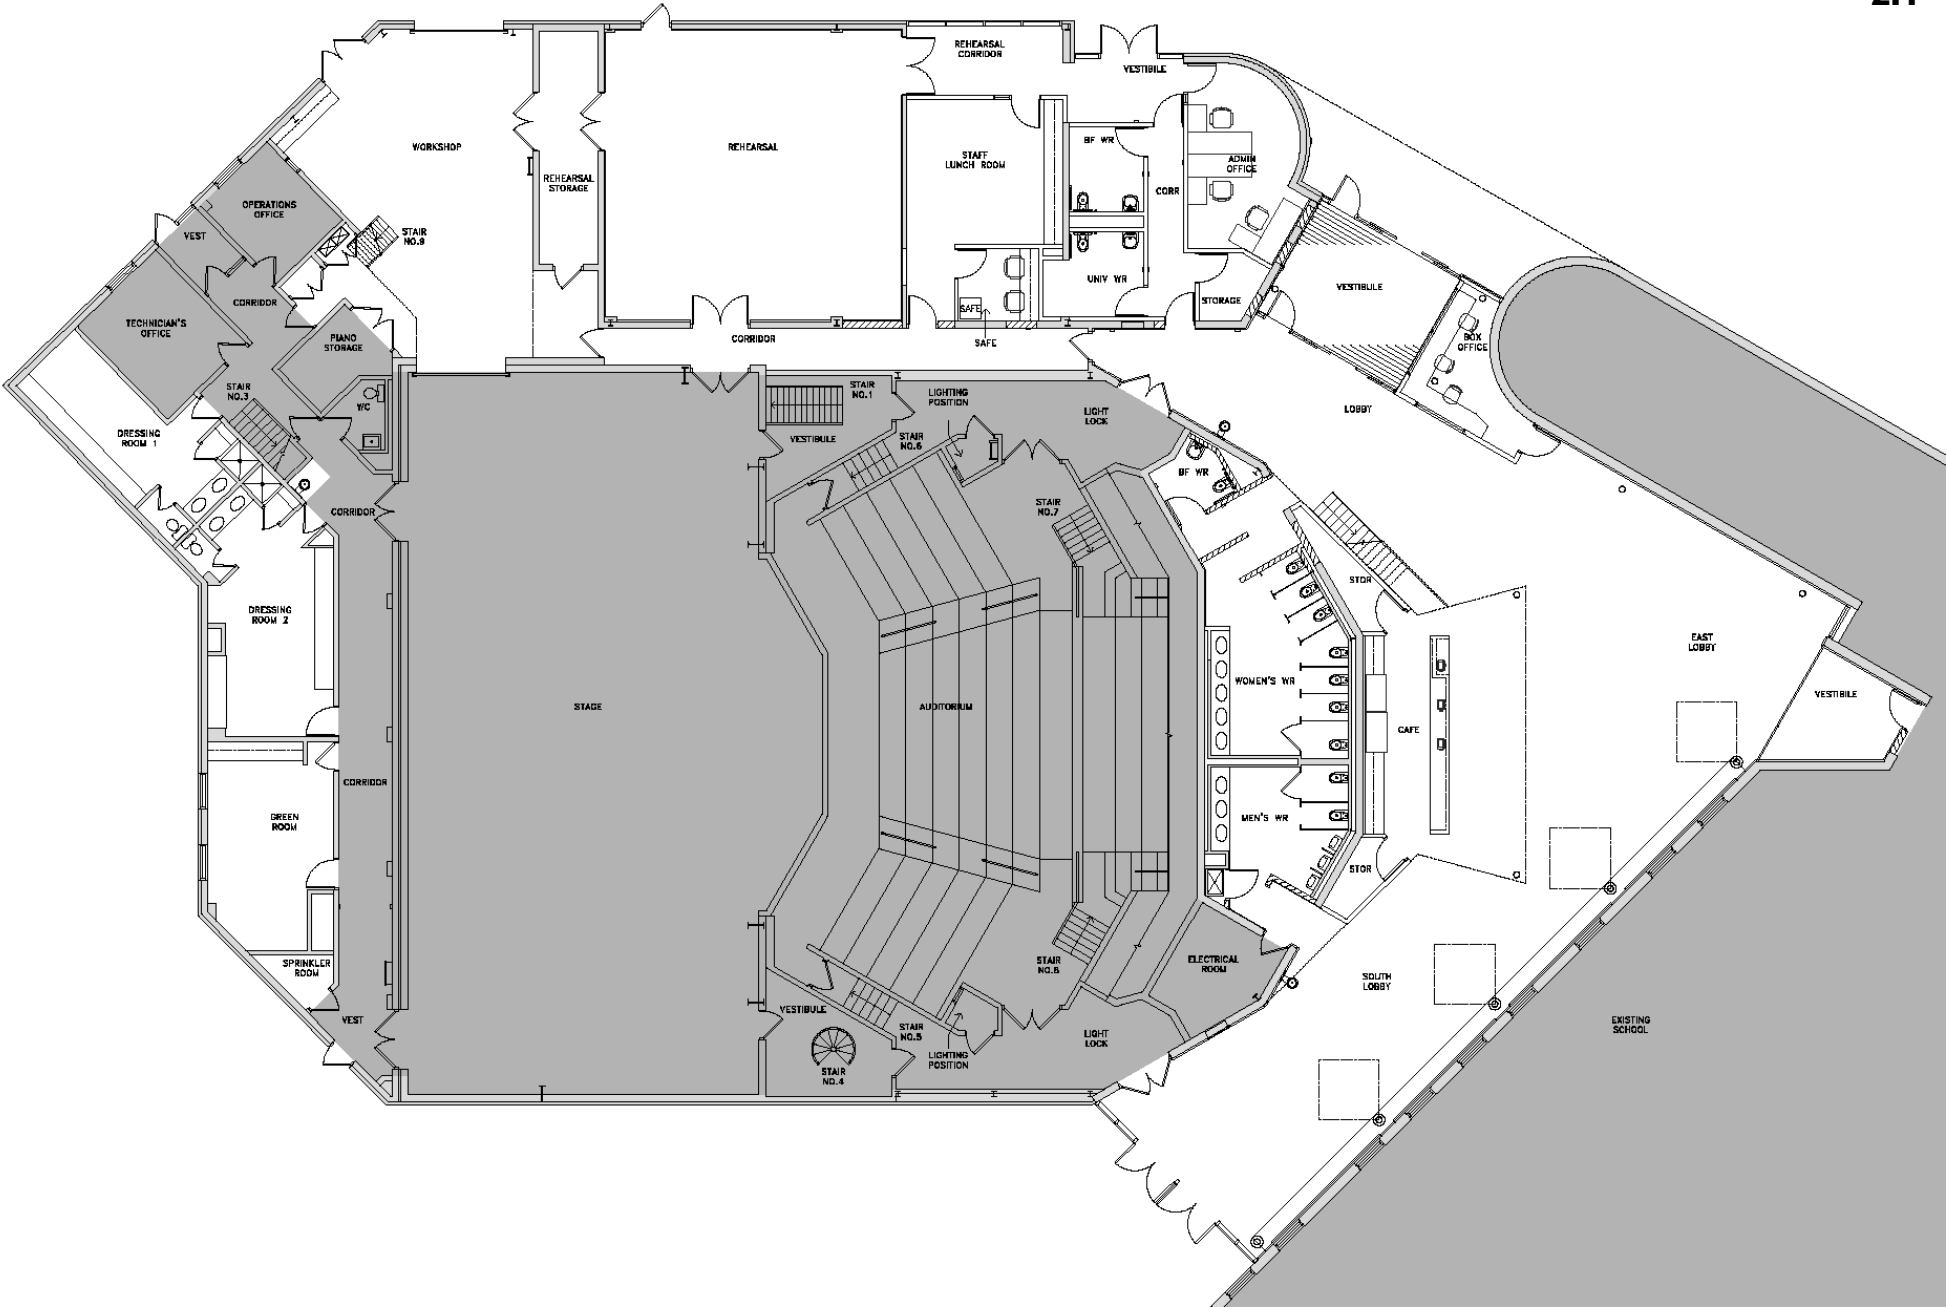 REHEARSAL
CORRIDOR
VESTIBILE
WORKSHOP
REHEARSAL
BF WR
STAFF
LUNCH ROOM
ADMIN
OFFICE
REHEARSAL
STORAGE
CORR
OPERATIONS
OFFICE
VEST
STAIR
NO.9
UNIV WR
VESTIBULE
STORAGE
CORRIDOR
SAFE
TECHNICIAN'S
OFFICE
PIANO
STORAGE
CORRIDOR
SAFE
BOX
OFFICE
STAIR
NO.3
W/C
STAIR
NO.1
LIGHTING
POSITION
LIGHT
LOCK
LOBBY
DRESSING
ROOM 1
VESTIBULE
STAIR
NO.6
BF WR
CORRIDOR
STAIR
NO.7
STOR
DRESSING
ROOM 2
EAST
LOBBY
WOMEN'S WR
VESTIBILE
STAGE
AUDITORIUM
CAFE
CORRIDOR
GREEN
ROOM
MEN'S WR
STOR
SPRINKLER
ROOM
STAIR
NO.8
ELECTRICAL
ROOM
SOUTH
LOBBY
VEST
VESTIBULE
STAIR
NO.5
LIGHT
LOCK
EXISTING
SCHOOL
LIGHTING
POSITION
STAIR
NO.4